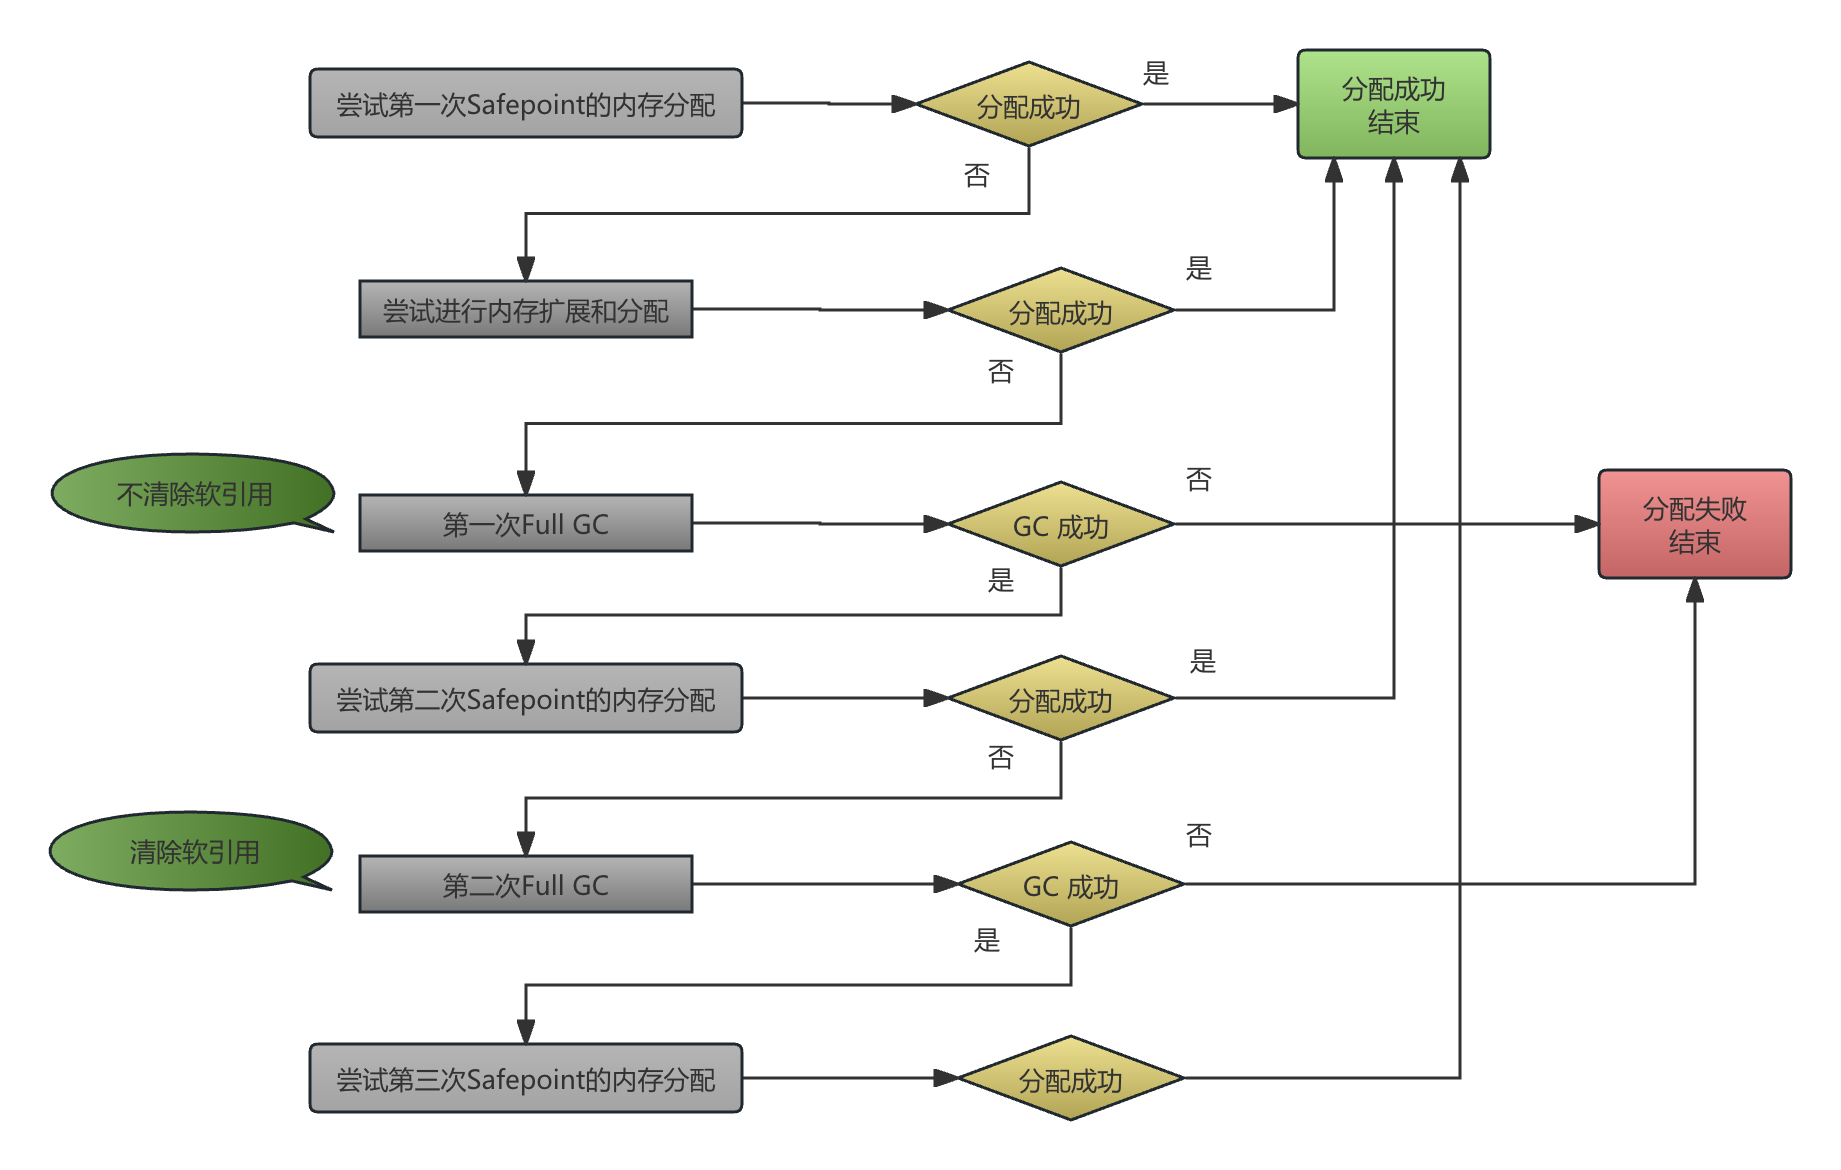 尝试第一次Safepoint的内存分配
分配成功
是
分配成功
结束
否
尝试进行内存扩展和分配
分配成功
是
否
不清除软引用
第一次Full GC
GC 成功
否
分配失败
结束
是
尝试第二次Safepoint的内存分配
分配成功
是
否
清除软引用
第二次Full GC
GC 成功
否
是
尝试第三次Safepoint的内存分配
分配成功